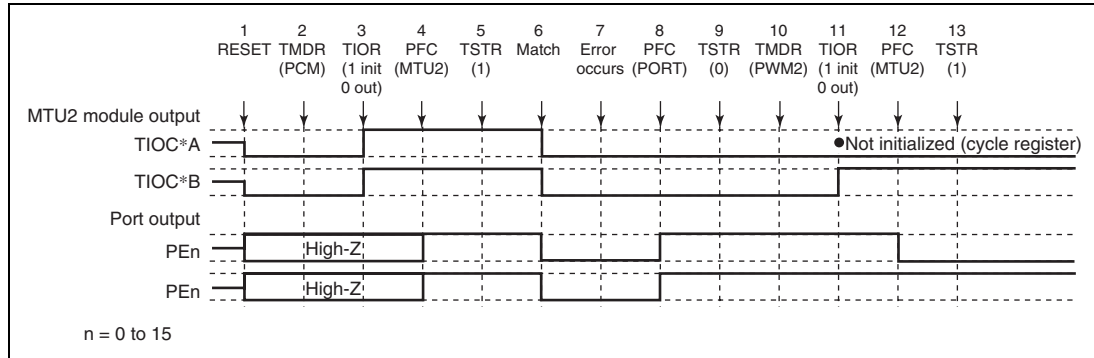 1 2 3 4 5 6 7 8 9 10 11 12 13
RESET TMDR TIOR PFC TSTR Match Error PFC TSTR TMDR TIOR PFC TSTR
(PCM) (1 init (MTU2) (1) occurs (PORT) (0) (PWM2) (1 init (MTU2) (1)
0 out) 0 out)
MTU2 module output
TIOC*A ●Not initialized (cycle register)
TIOC*B
Port output
PEn High-Z
PEn High-Z
n = 0 to 15